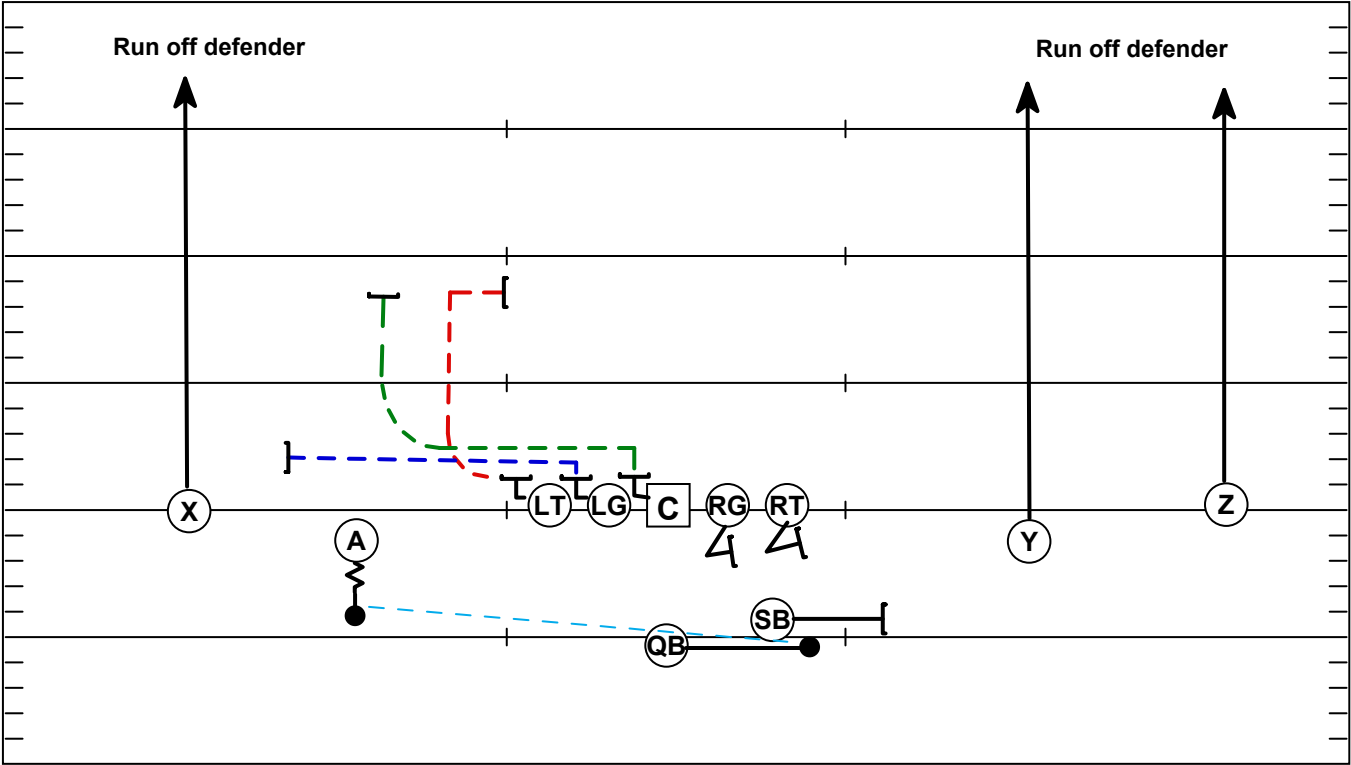 Run off defender
Run off defender
X
A
LT
LG
C
RG
RT
Y
Z
SB
QB